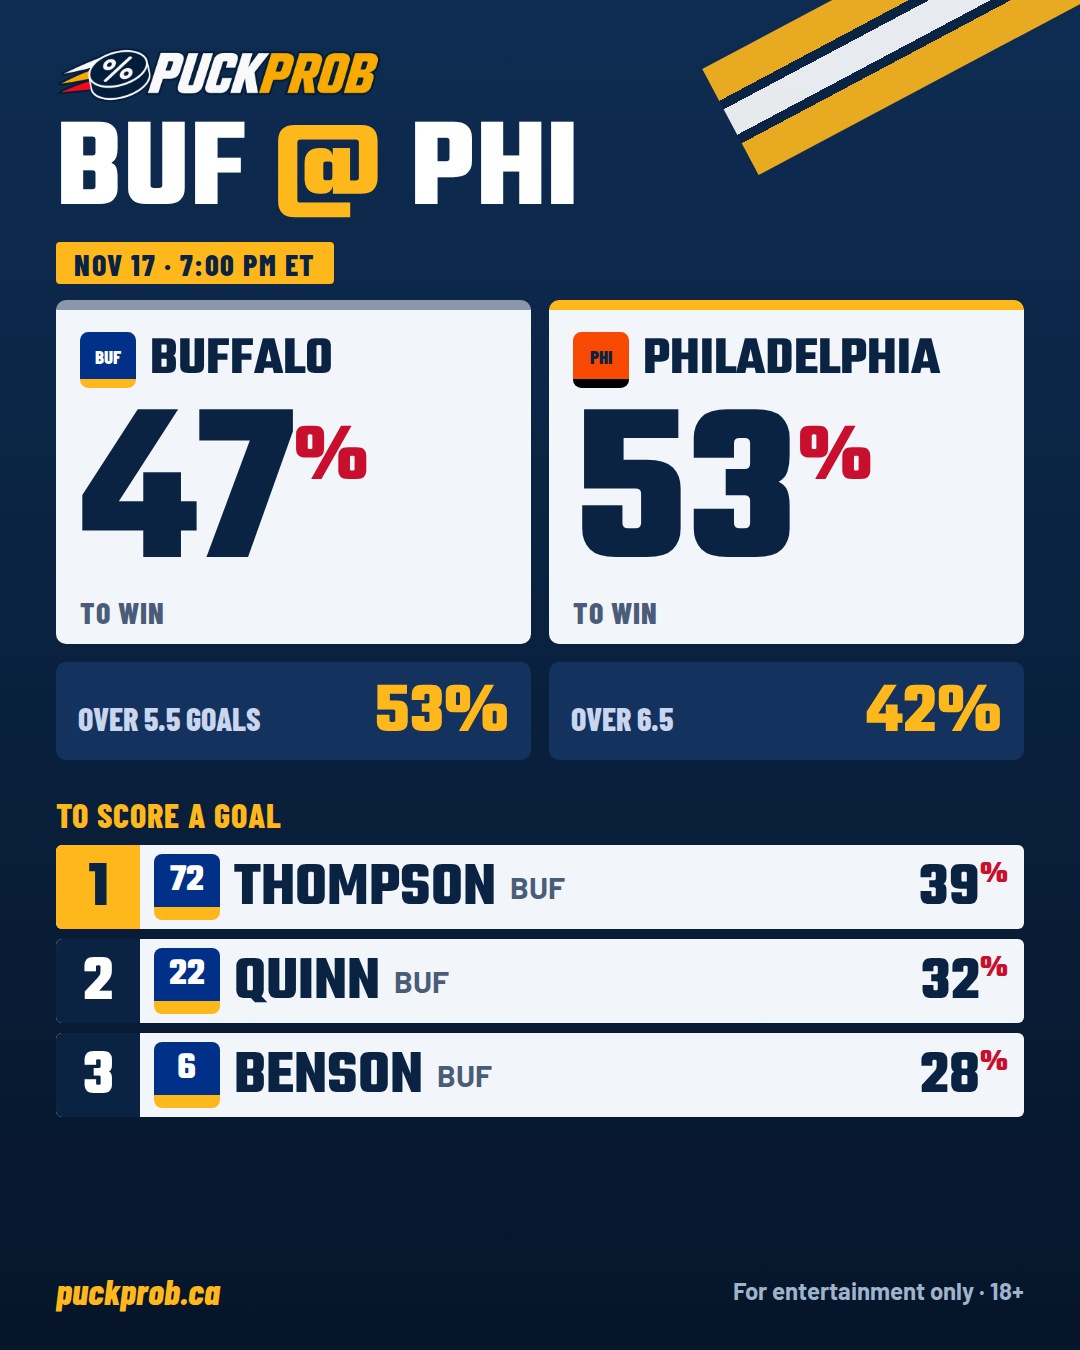 % PUCKPROB
BUF @ PHI
NOV 17 · 7:00 PM ET
BUF BUFFALO
47%
TO WIN
PHI PHILADELPHIA
53%
TO WIN
OVER 5.5 GOALS 53%
OVER 6.5 42%
TO SCORE A GOAL
1 72 THOMPSON BUF 39%
2 22 QUINN BUF 32%
3 6 BENSON BUF 28%
puckprob.ca
For entertainment only · 18+